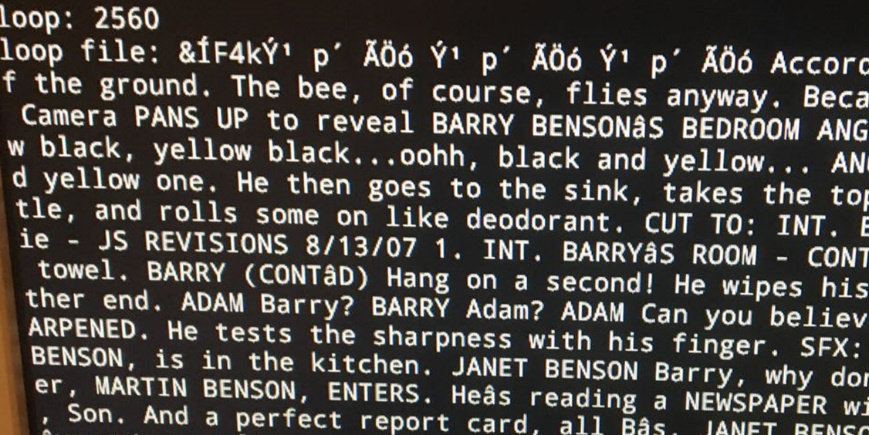 loop: 2560
loop file: &ÍF4kÝ¹ p´ ÃÖó Ý¹ p´ ÃÖó Ý¹ p´ ÃÖó Accord
f the ground. The bee, of course, flies anyway. Beca
Camera PANS UP to reveal BARRY BENSONâS BEDROOM ANG
w black, yellow black...oohh, black and yellow... AN
d yellow one. He then goes to the sink, takes the top
tle, and rolls some on like deodorant. CUT TO: INT. B
ie - JS REVISIONS 8/13/07 1. INT. BARRYâS ROOM - CONT
towel. BARRY (CONTâD) Hang on a second! He wipes his
ther end. ADAM Barry? BARRY Adam? ADAM Can you believ
ARPENED. He tests the sharpness with his finger. SFX:
BENSON, is in the kitchen. JANET BENSON Barry, why don
er, MARTIN BENSON, ENTERS. Heâs reading a NEWSPAPER wi
, Son. And a perfect report card, all Bâs. JANET BENSO